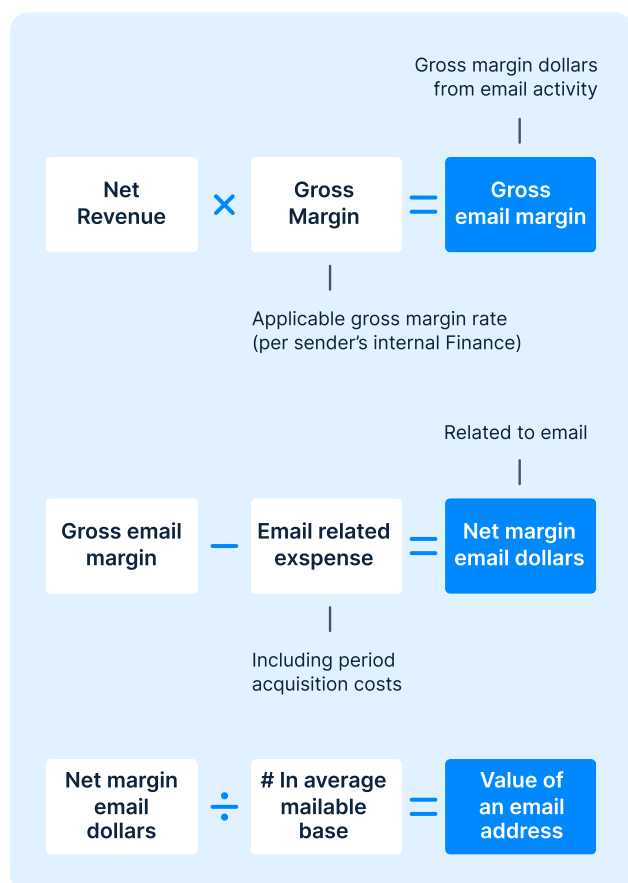 Gross margin dollars
from email activity
Net
Revenue
×
Gross
Margin
=
Gross
email margin
Applicable gross margin rate
(per sender’s internal Finance)
Related to email
Gross email
margin
−
Email related
exspense
=
Net margin
email dollars
Including period
acquisition costs
Net margin
email
dollars
÷
# In average
mailable
base
=
Value of
an email
address